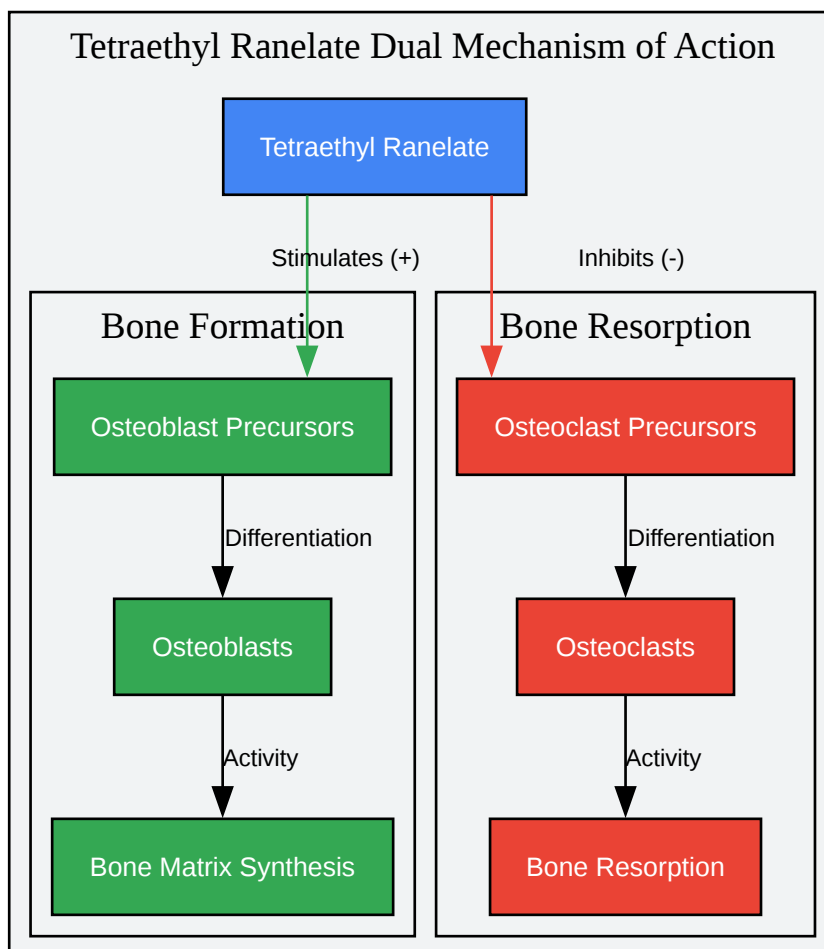 Tetraethyl Ranelate Dual Mechanism of Action
Tetraethyl Ranelate
Stimulates (+)
Inhibits (-)
Bone Formation
Bone Resorption
Osteoblast Precursors
Osteoclast Precursors
Differentiation
Differentiation
Osteoblasts
Osteoclasts
Activity
Activity
Bone Matrix Synthesis
Bone Resorption